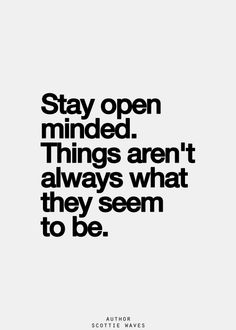 Stay open
minded.
Things aren't
always what
they seem
to be.
AUTHOR
SCOTTIE WAVES